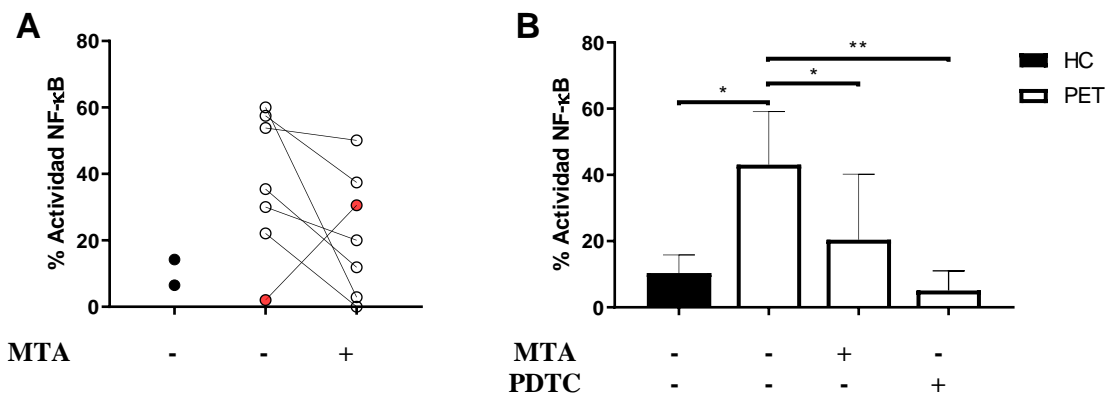 A
% Actividad NF-κB
80
60
40
20
0
MTA - - +
B
% Actividad NF-κB
80
60
40
20
0
*
*
**
HC
PET
MTA - - + -
PDTC - - - +